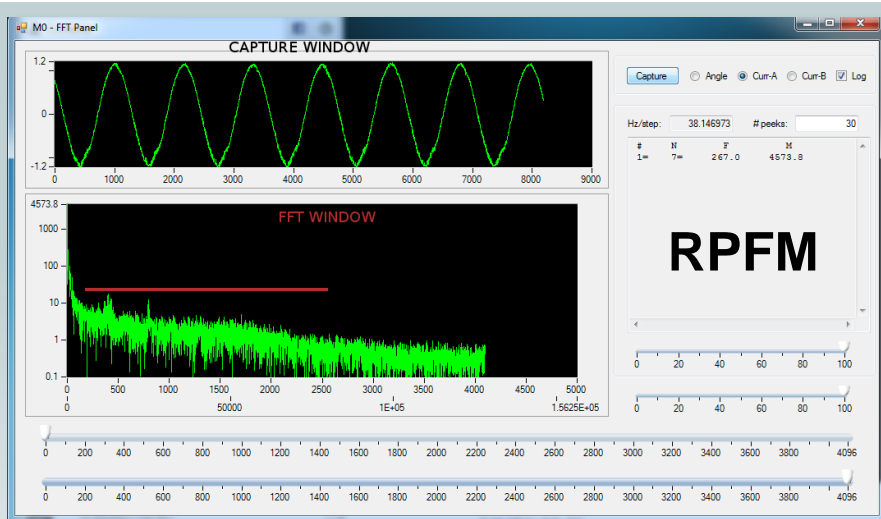 M0 - FFT Panel
CAPTURE WINDOW
1.2
0
-1.2
0 1000 2000 3000 4000 5000 6000 7000 8000 9000
Capture Angle Curr-A Curr-B Log
Hz/step: 38.146973 # peeks: 30
# N F M
1= 7= 267.0 4573.8
RPFM
FFT WINDOW
4573.8
1000
100
10
1
0.1
0 500 1000 1500 2000 2500 3000 3500 4000 4500 5000
0 50000 1E+05 1.5625E+05
0 20 40 60 80 100
0 20 40 60 80 100
0 200 400 600 800 1000 1200 1400 1600 1800 2000 2200 2400 2600 2800 3000 3200 3400 3600 3800 4096
0 200 400 600 800 1000 1200 1400 1600 1800 2000 2200 2400 2600 2800 3000 3200 3400 3600 3800 4096